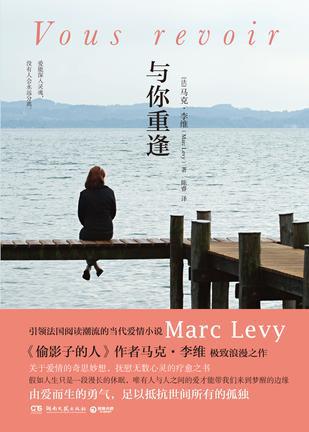 Vous revoir
爱能深入灵魂,
没有人会永远分离。
与你重逢
[法]马克·李维(Marc Levy) 著
陈睿 译
引领法国阅读潮流的当代爱情小说 Marc Levy
《偷影子的人》作者马克·李维 极致浪漫之作
关于爱情的奇思妙想，抚慰无数心灵的疗愈之书
假如人生只是一段漫长的休眠，唯有人与人之间的爱才能带我们来到梦醒的边缘
由爱而生的勇气，足以抵抗世间所有的孤独
湖南文艺出版社
博集天卷